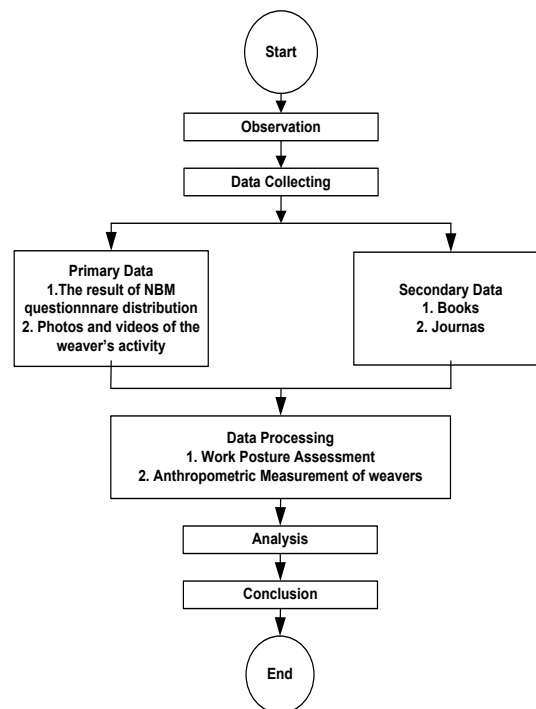 Start
Observation
Data Collecting
Primary Data
1.The result of NBM
questionnnare distribution
2. Photos and videos of the
weaver's activity
Secondary Data
1. Books
2. Journas
Data Processing
1. Work Posture Assessment
2. Anthropometric Measurement of weavers
Analysis
Conclusion
End